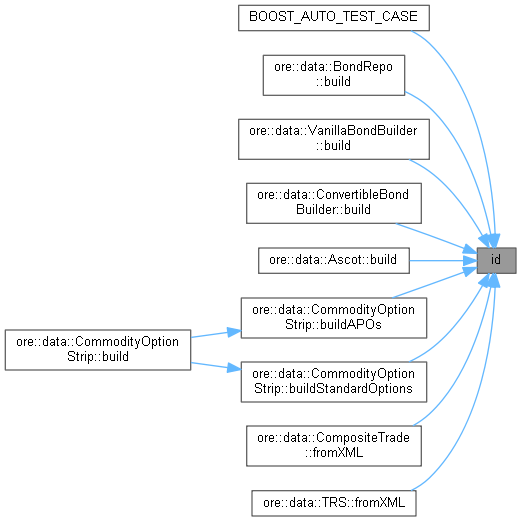 BOOST_AUTO_TEST_CASE
ore::data::BondRepo
::build
ore::data::VanillaBondBuilder
::build
ore::data::ConvertibleBond
Builder::build
ore::data::Ascot::build
id
ore::data::CommodityOption
Strip::buildAPOs
ore::data::CommodityOption
Strip::build
ore::data::CommodityOption
Strip::buildStandardOptions
ore::data::CompositeTrade
::fromXML
ore::data::TRS::fromXML